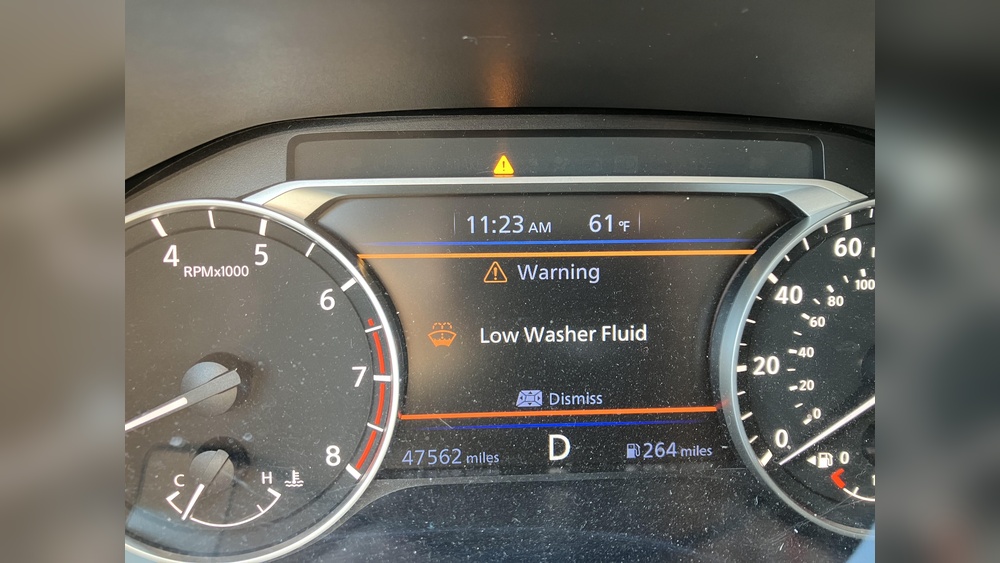 11:23 AM 61°F
Warning
Low Washer Fluid
Dismiss
47562 miles D 264 miles
4 5 6 7 8
RPMx1000
C H
0 20 40 60
0 20 40 60 80 100
0